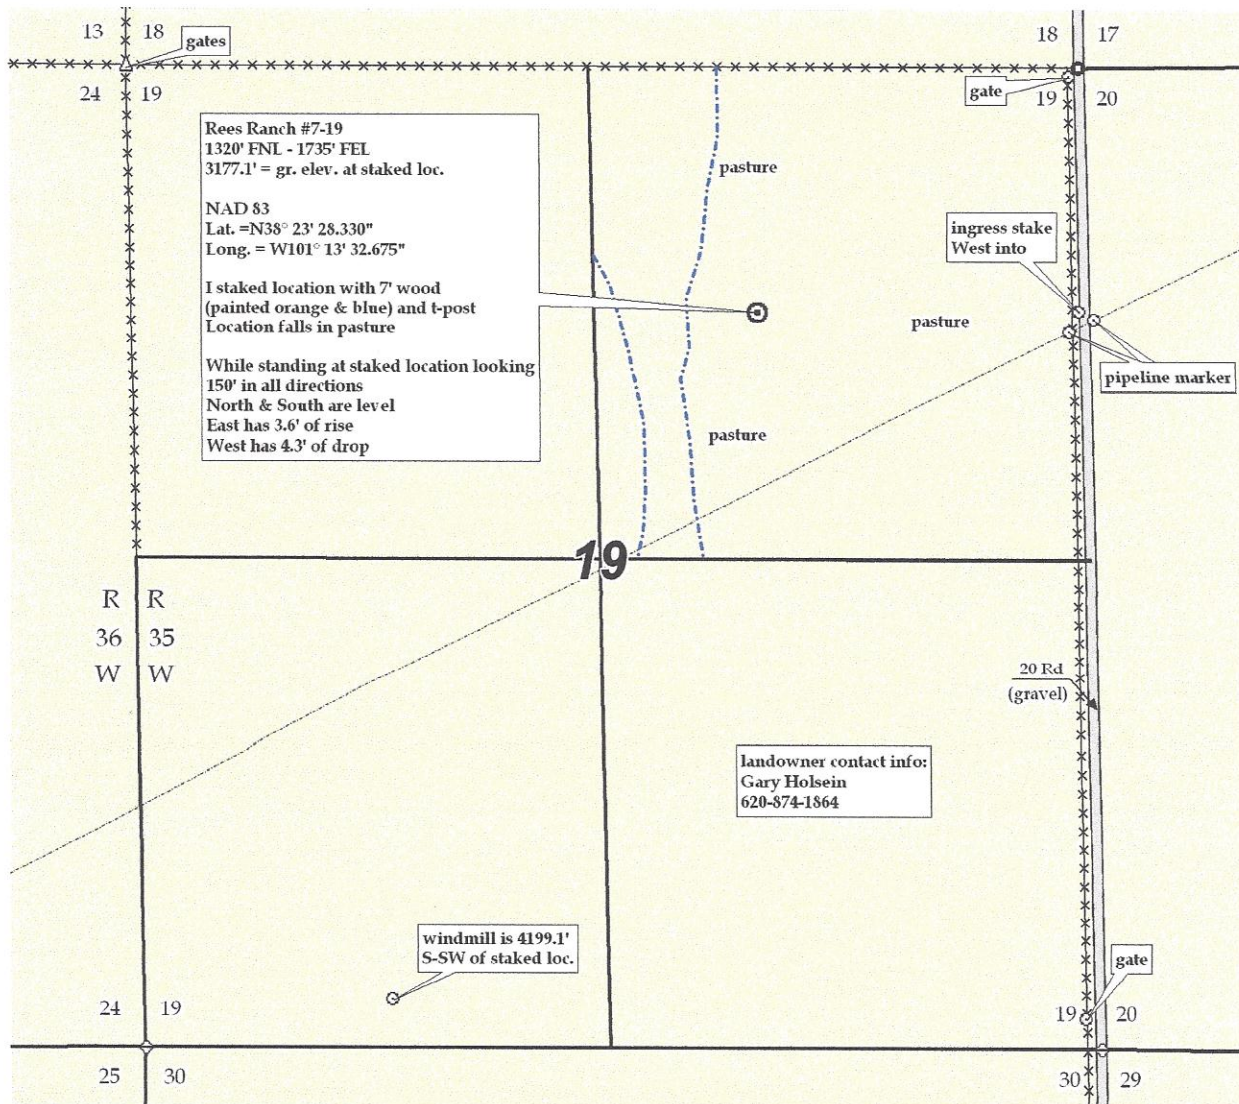 13 18
gates
18 17
24 19
gate
19 20
Rees Ranch #7-19
1320' FNL - 1735' FEL
3177.1' = gr. elev. at staked loc.
NAD 83
Lat. =N38° 23' 28.330"
Long. = W101° 13' 32.675"
I staked location with 7' wood
(painted orange & blue) and t-post
Location falls in pasture
While standing at staked location looking
150' in all directions
North & South are level
East has 3.6' of rise
West has 4.3' of drop
pasture
ingress stake
West into
pasture
pipeline marker
pasture
19
R R
36 35
W W
20 Rd
(gravel)
landowner contact info:
Gary Holsein
620-874-1864
windmill is 4199.1'
S-SW of staked loc.
gate
24 19
19 20
25 30
30 29